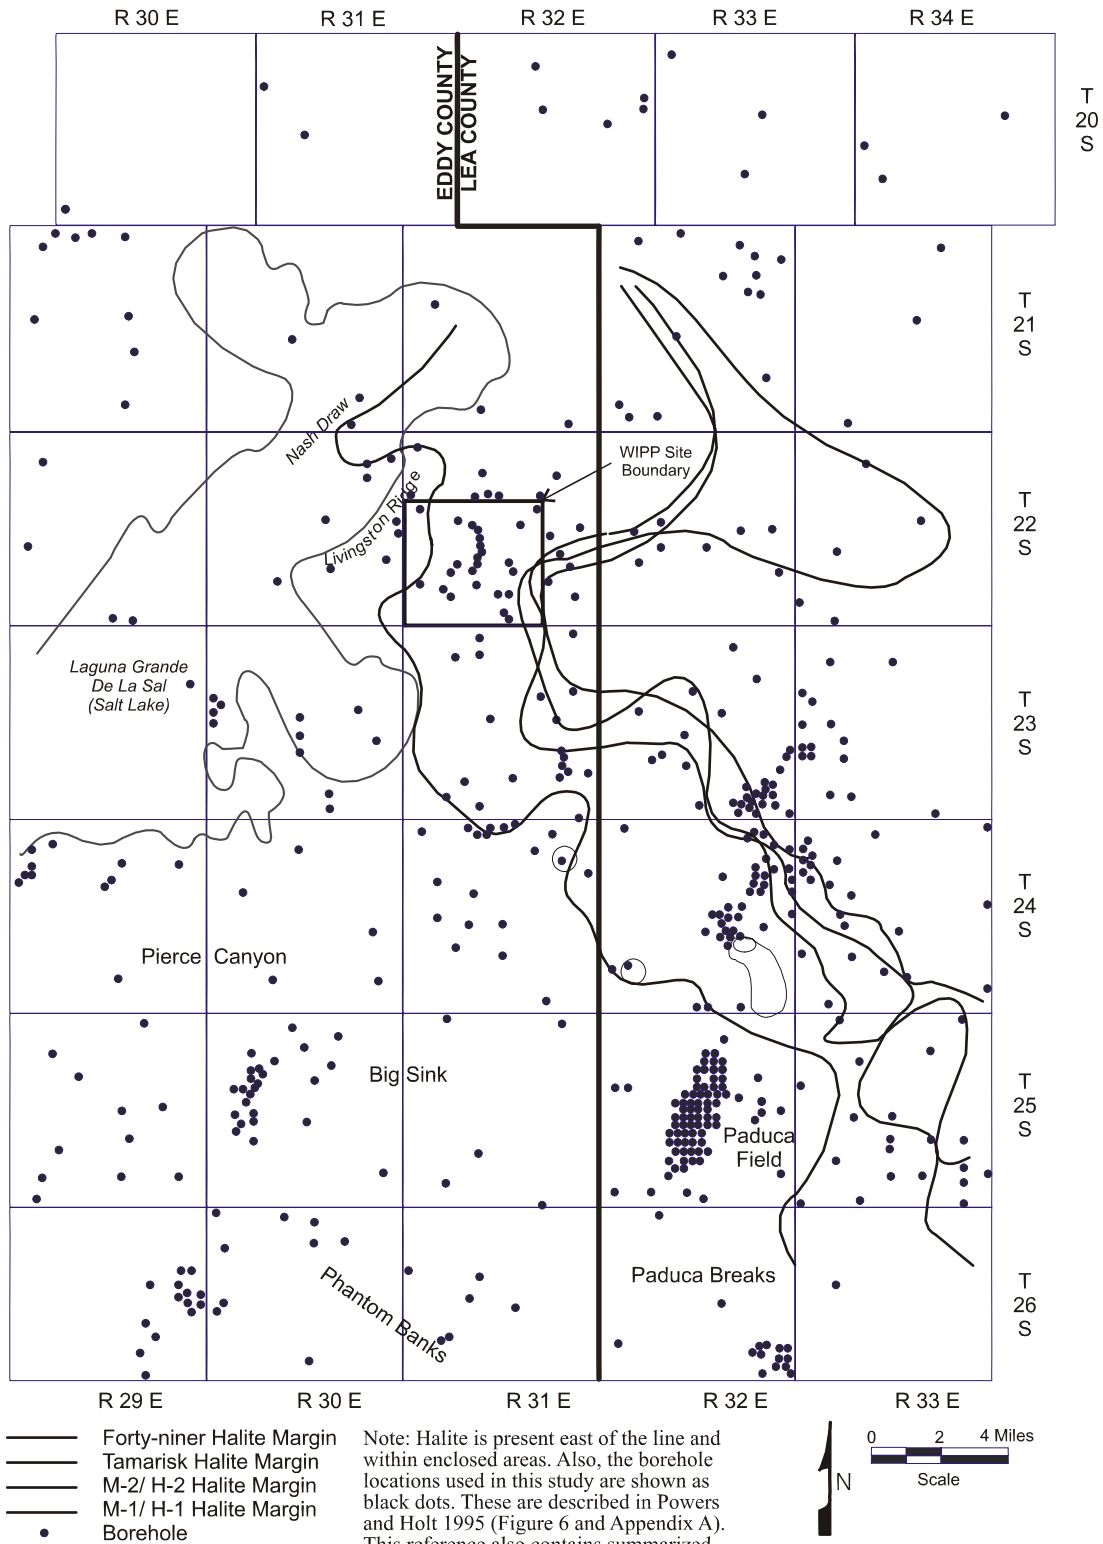 R 30 E
R 31 E
R 32 E
R 33 E
R 34 E
EDDY COUNTY
LEA COUNTY
T
20
S
T
21
S
Nash Draw
WIPP Site
Boundary
Livingston Ridge
T
22
S
Laguna Grande
De La Sal
(Salt Lake)
T
23
S
T
24
S
Pierce Canyon
Big Sink
T
25
S
Paduca
Field
Phantom Banks
Paduca Breaks
T
26
S
R 29 E
R 30 E
R 31 E
R 32 E
R 33 E
Forty-niner Halite Margin
Tamarisk Halite Margin
M-2/ H-2 Halite Margin
M-1/ H-1 Halite Margin
Borehole
Note: Halite is present east of the line and
within enclosed areas. Also, the borehole
locations used in this study are shown as
black dots. These are described in Powers
and Holt 1995 (Figure 6 and Appendix A).
This reference also contains summarized
N
0 2 4 Miles
Scale